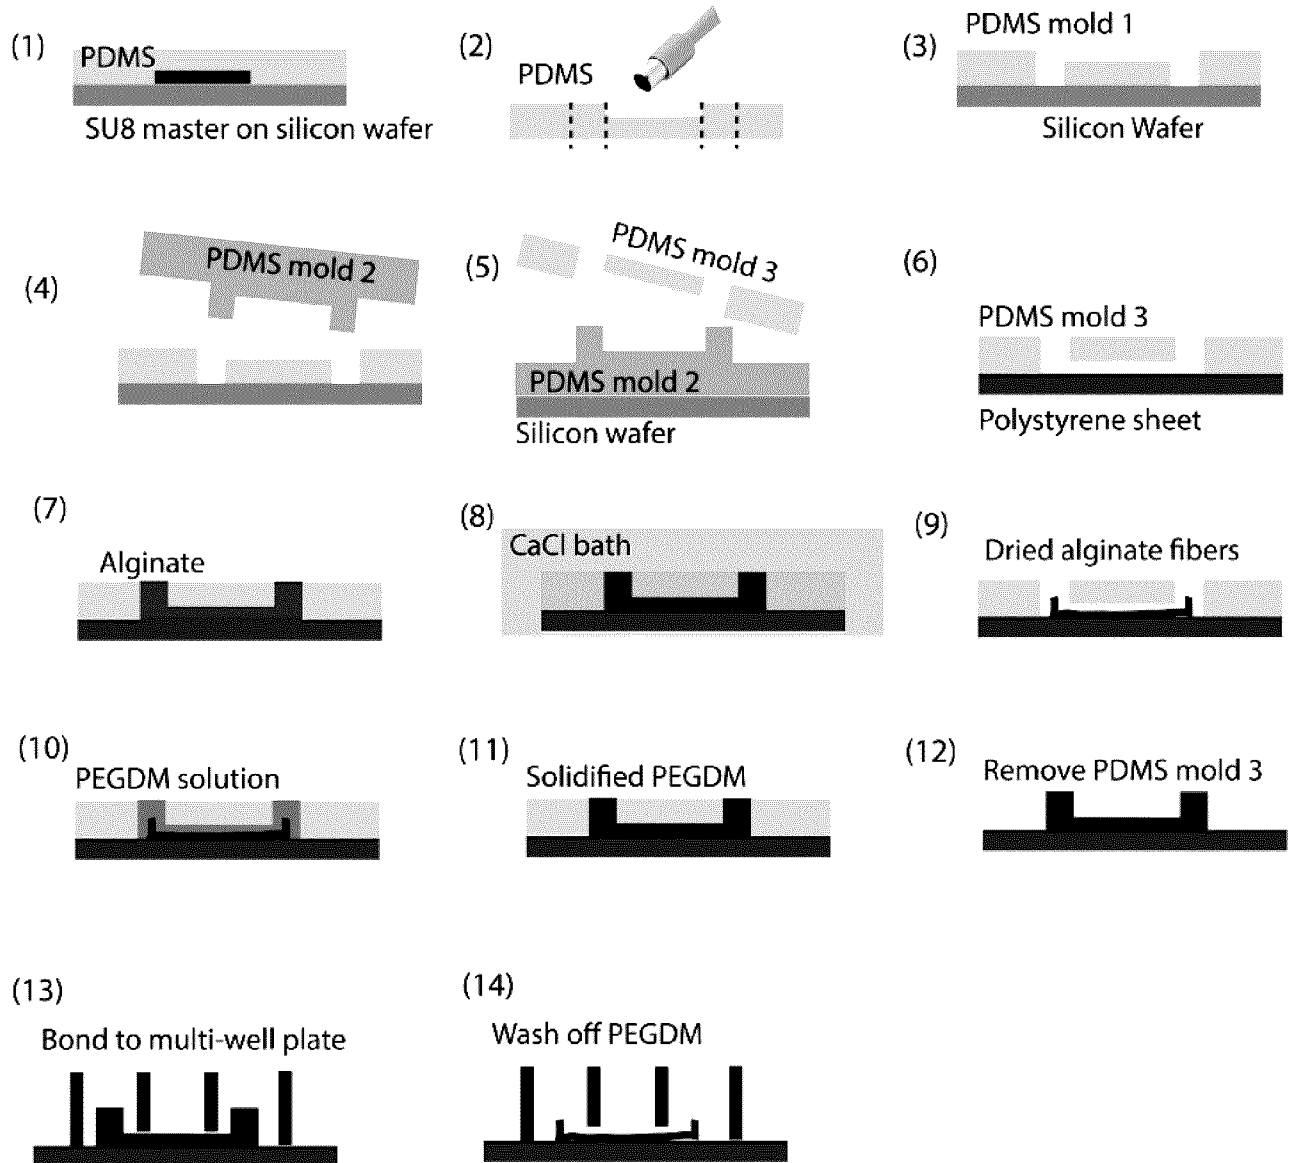 (1)
PDMS
SU8 master on silicon wafer
(2)
PDMS
(3)
PDMS mold 1
Silicon Wafer
(4)
PDMS mold 2
(5)
PDMS mold 3
PDMS mold 2
Silicon wafer
(6)
PDMS mold 3
Polystyrene sheet
(7)
Alginate
(8)
CaCl bath
(9)
Dried alginate fibers
(10)
PEGDM solution
(11)
Solidified PEGDM
(12)
Remove PDMS mold 3
(13)
Bond to multi-well plate
(14)
Wash off PEGDM